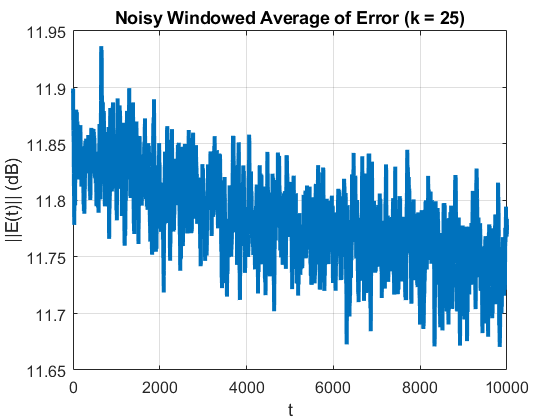 Noisy Windowed Average of Error (k = 25)
11.95
11.9
11.85
11.8
11.75
11.7
11.65
||E(t)|| (dB)
0 2000 4000 6000 8000 10000
t